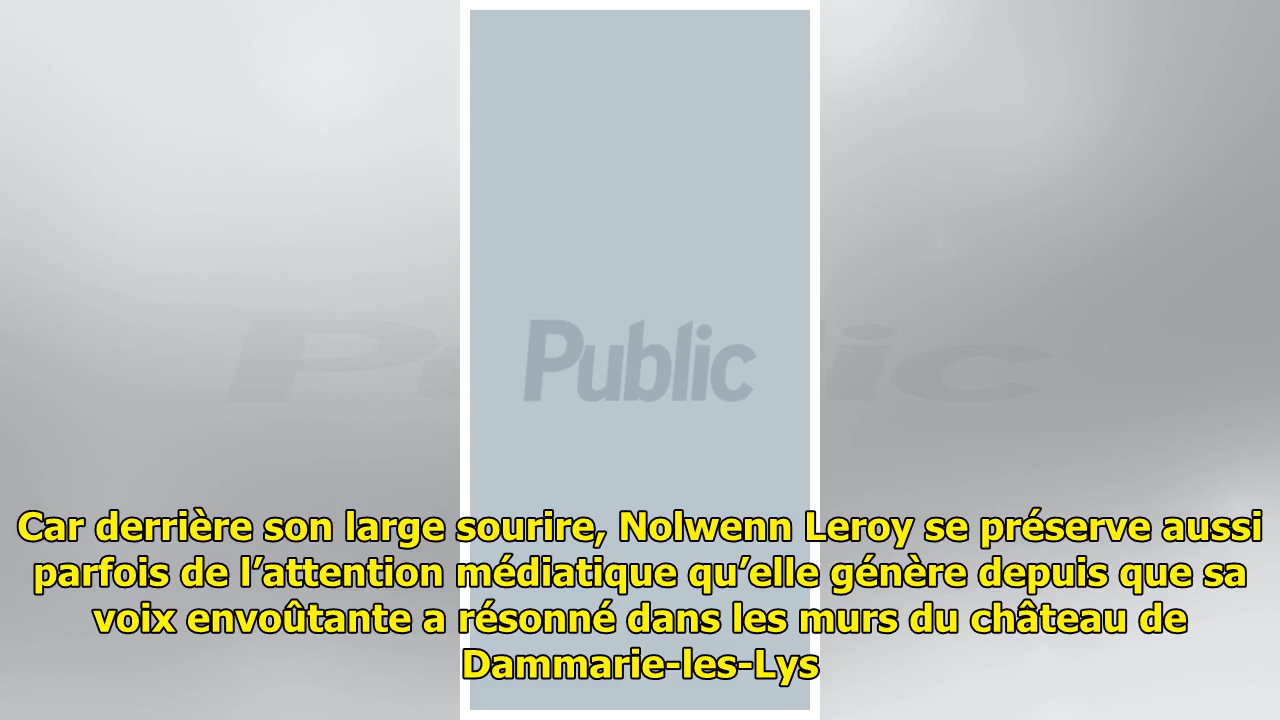 Public
Car derrière son large sourire, Nolwenn Leroy se préserve aussi
parfois de l’attention médiatique qu’elle génère depuis que sa
voix envoûtante a résonné dans les murs du château de
Dammarie-les-Lys